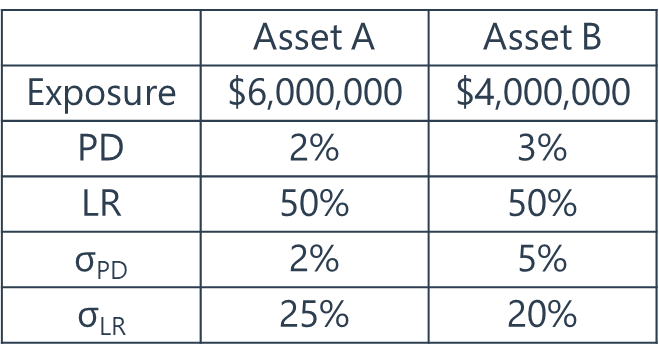 Asset A Asset B
Exposure $6,000,000 $4,000,000
PD 2% 3%
LR 50% 50%
σPD 2% 5%
σLR 25% 20%